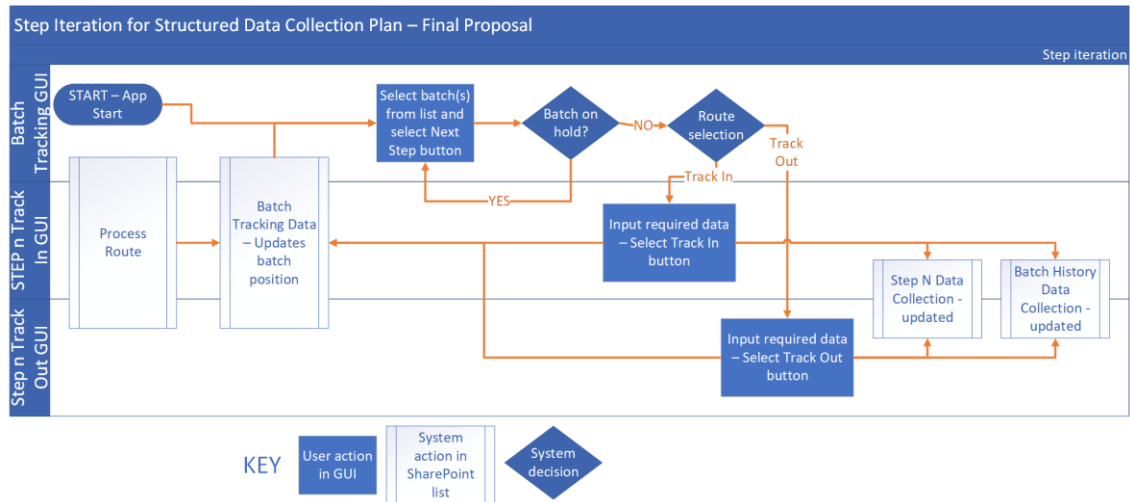 Step Iteration for Structured Data Collection Plan – Final Proposal
Step iteration
Batch
Tracking GUI
START – App
Start
Select batch(s)
from list and
select Next
Step button
Batch on
hold?
NO
Route
selection
Track
Out
Track In
YES
STEP n Track
In GUI
Process
Route
Batch
Tracking Data
– Updates
batch
position
Input required data
– Select Track In
button
Step N Data
Collection -
updated
Batch History
Data
Collection -
updated
Step n Track
Out GUI
Input required data
– Select Track Out
button
KEY
User action
in GUI
System
action in
SharePoint
list
System
decision